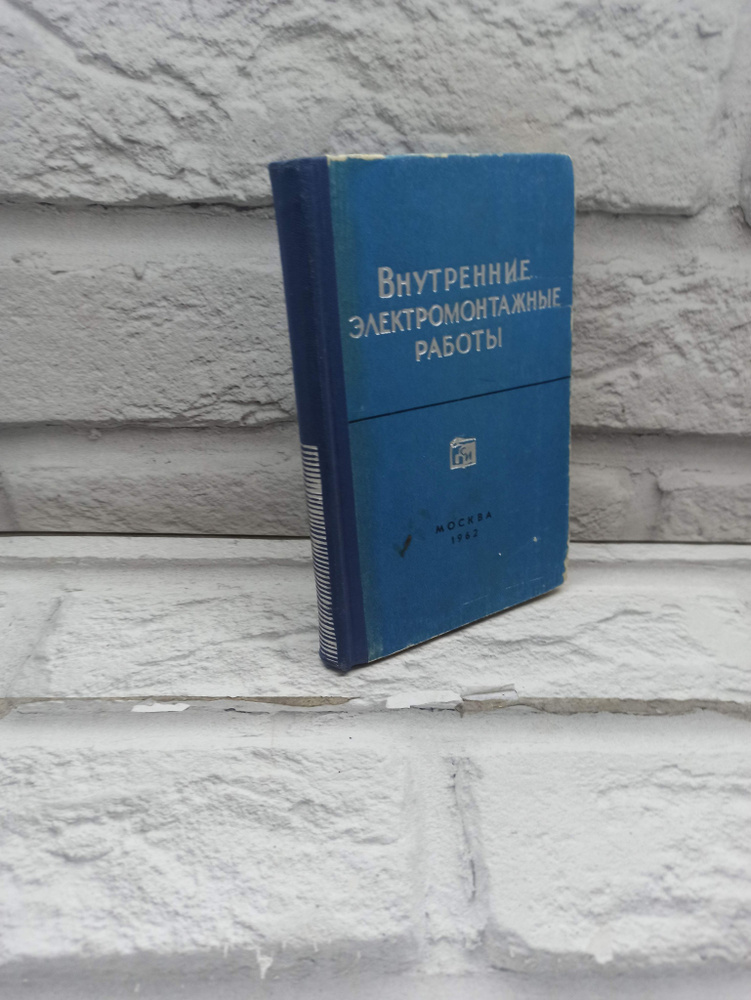 Внутренние
электромонтажные
работы
МОСКВА
1962